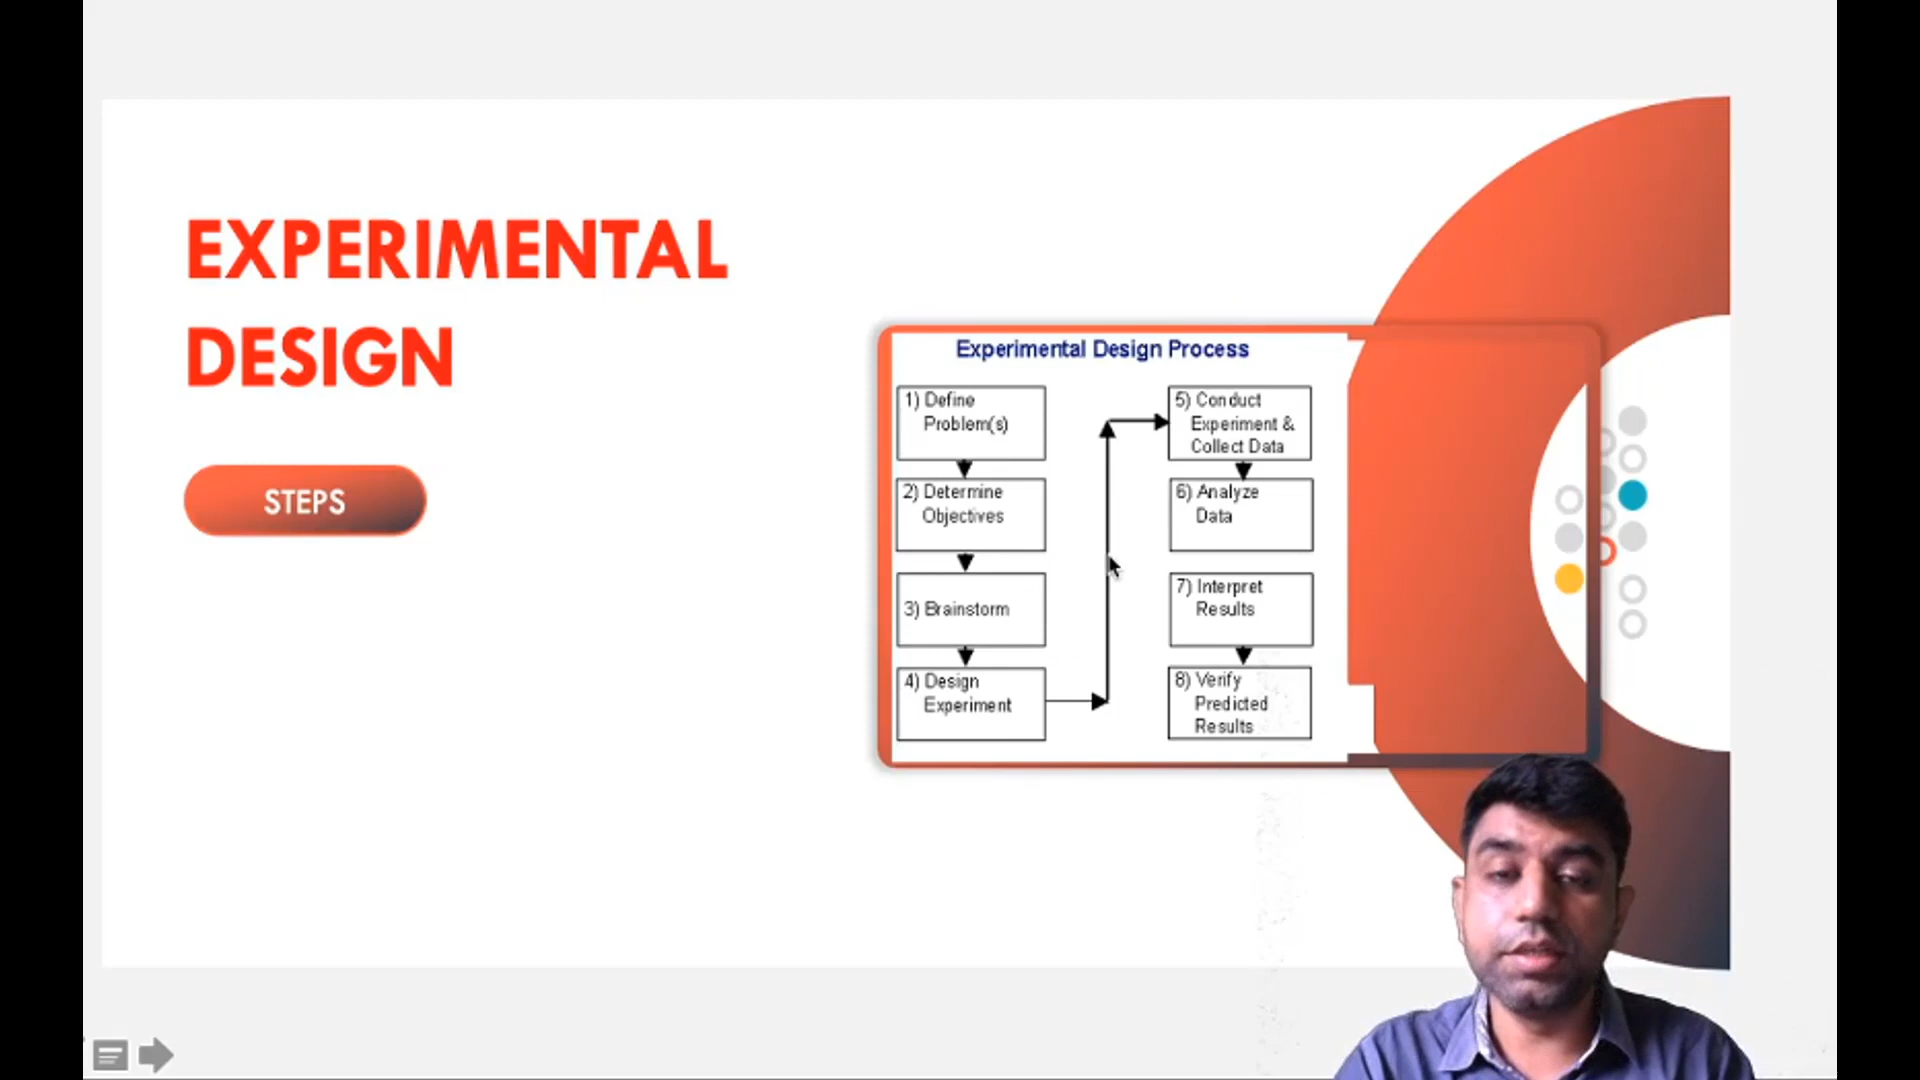 EXPERIMENTAL
DESIGN
STEPS
Experimental Design Process
1) Define
Problem(s)
2) Determine
Objectives
3) Brainstorm
4) Design
Experiment
5) Conduct
Experiment &
Collect Data
6) Analyze
Data
7) Interpret
Results
8) Verify
Predicted
Results